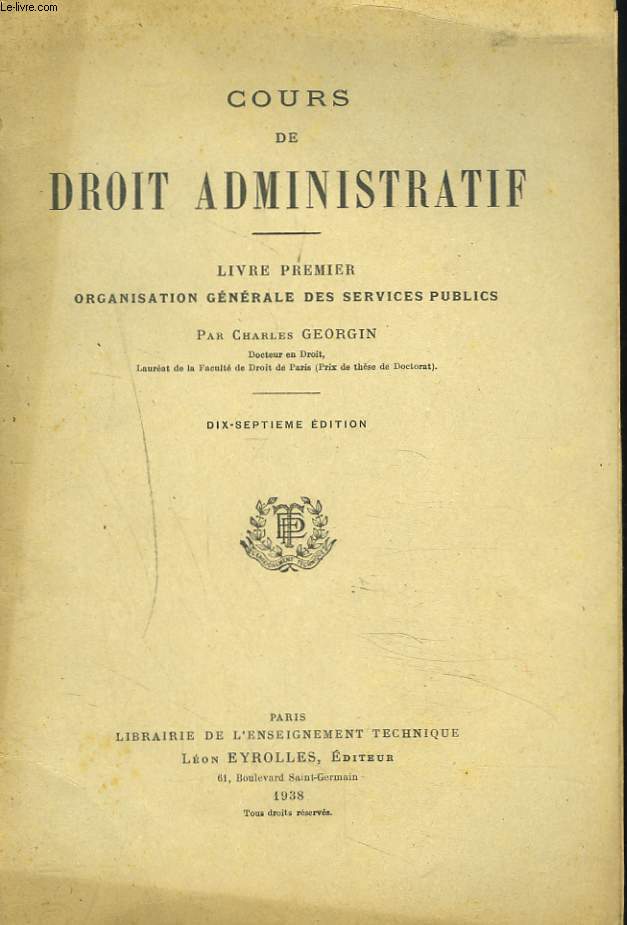 Le-livre.com
COURS
DE
DROIT ADMINISTRATIF
LIVRE PREMIER
ORGANISATION GÉNÉRALE DES SERVICES PUBLICS
PAR CHARLES GEORGIN
Docteur en Droit,
Lauréat de la Faculté de Droit de Paris (Prix de thèse de Doctorat).
DIX-SEPTIEME ÉDITION
PARIS
LIBRAIRIE DE L'ENSEIGNEMENT TECHNIQUE
LÉON EYROLLES, ÉDITEUR
61, Boulevard Saint-Germain
1938
Tous droits réservés.